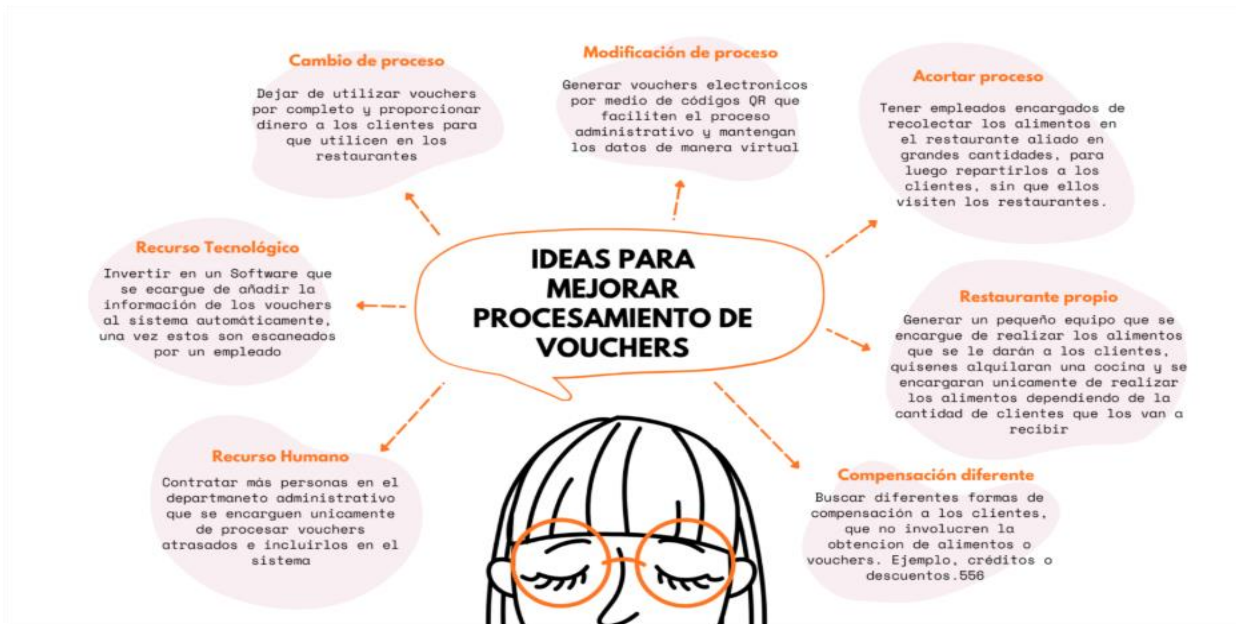 Cambio de proceso
Dejar de utilizar vouchers
por completo y proporcionar
dinero a los clientes para
que utilicen en los
restaurantes
Modificación de proceso
Generar vouchers electronicos
por medio de códigos QR que
faciliten el proceso
administrativo y mantengan
los datos de manera virtual
Acortar proceso
Tener empleados encargados de
recolectar los alimentos en
el restaurante aliado en
grandes cantidades, para
luego repartirlos a los
clientes, sin que ellos
visiten los restaurantes.
Recurso Tecnológico
Invertir en un Software que
se ecargue de añadir la
información de los vouchers
al sistema automáticamente,
una vez estos son escaneados
por un empleado
IDEAS PARA
MEJORAR
PROCESAMIENTO DE
VOUCHERS
Restaurante propio
Generar un pequeño equipo que se
encargue de realizar los alimentos
que se le darán a los clientes,
quisenes alquilaran una cocina y se
encargaran unicamente de realizar
los alimentos dependiendo de la
cantidad de clientes que los van a
recibir
Recurso Humano
Contratar más personas en el
departmaneto administrativo
que se encarguen unicamente
de procesar vouchers
atrasados e incluirlos en el
sistema
Compensación diferente
Buscar diferentes formas de
compensación a los clientes,
que no involucren la
obtencion de alimentos o
vouchers. Ejemplo, créditos o
descuentos.556